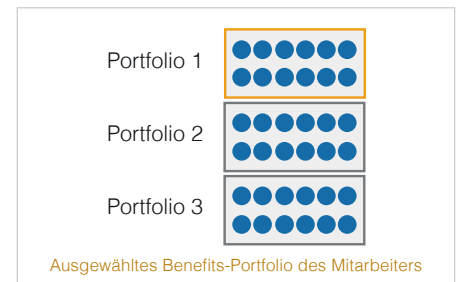 Portfolio 1
Portfolio 2
Portfolio 3
Ausgewähltes Benefits-Portfolio des Mitarbeiters